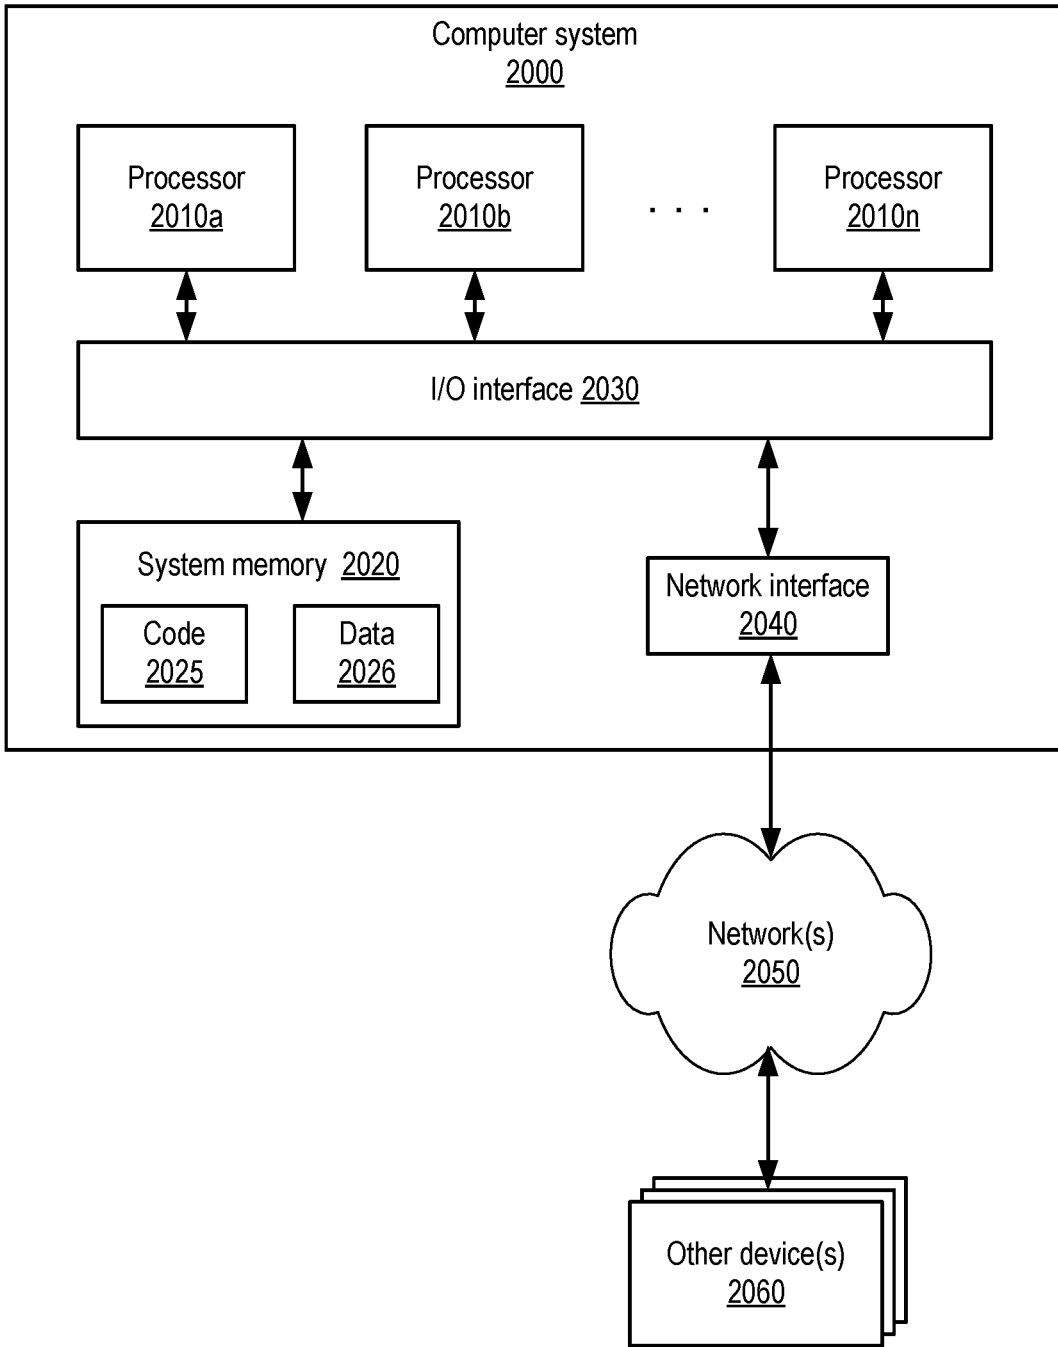 Computer system
2000
Processor
2010a
Processor
2010b
. . .
Processor
2010n
I/O interface 2030
System memory 2020
Code
2025
Data
2026
Network interface
2040
Network(s)
2050
Other device(s)
2060